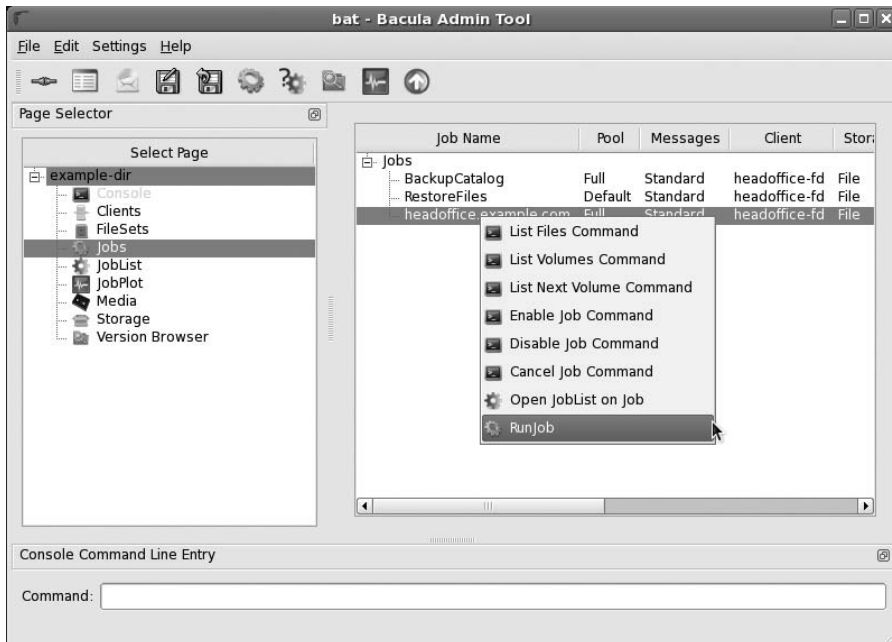 bat - Bacula Admin Tool
File Edit Settings Help
Page Selector
Select Page
example-dir
Console
Clients
FileSets
Jobs
JobList
JobPlot
Media
Storage
Version Browser
Job Name Pool Messages Client
Jobs
BackupCatalog Full Standard headoffice-fd File
RestoreFiles Default Standard headoffice-fd File
headoffice.example.com Full Standard headoffice-fd File
List Files Command
List Volumes Command
List Next Volume Command
Enable Job Command
Disable Job Command
Cancel Job Command
Open JobList on Job
RunJob
Console Command Line Entry
Command: